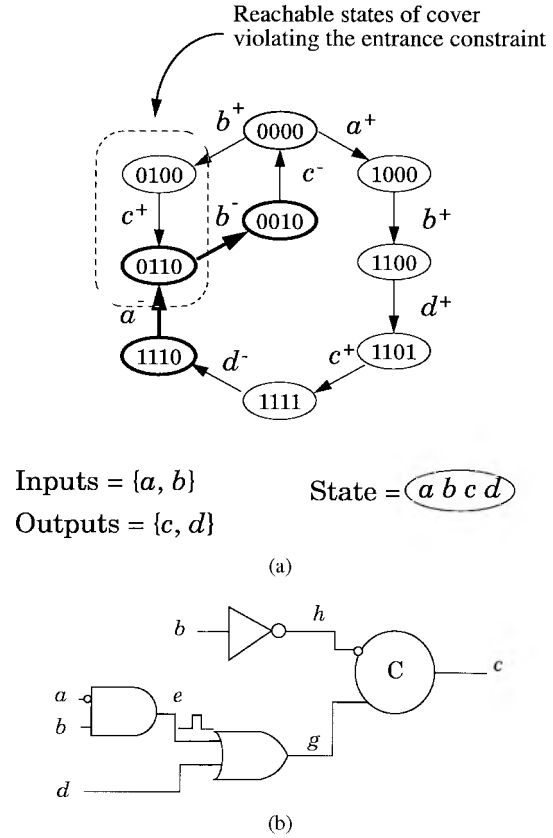 Reachable states of cover
violating the entrance constraint
b+ 0000 a+
0100 c- 1000
c+ b- 0010 b+
0110 1100
a- d+
1110 d- c+ 1101
1111
Inputs = {a, b} State = a b c d
Outputs = {c, d}
(a)
b h
C c
a e
b
g
d
(b)